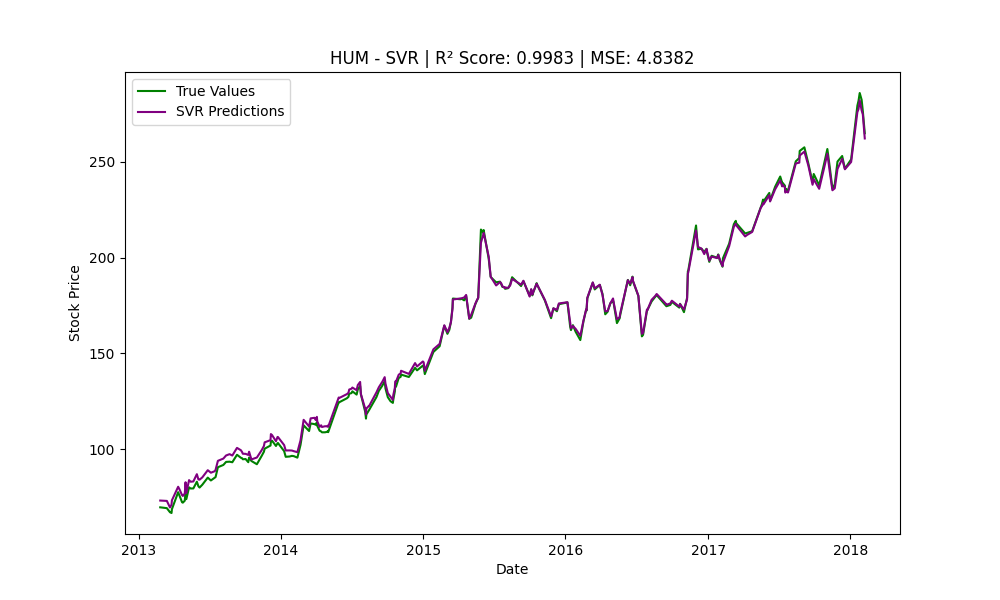 HUM - SVR | R² Score: 0.9983 | MSE: 4.8382
True Values
SVR Predictions
Stock Price
250
200
150
100
2013 2014 2015 2016 2017 2018
Date